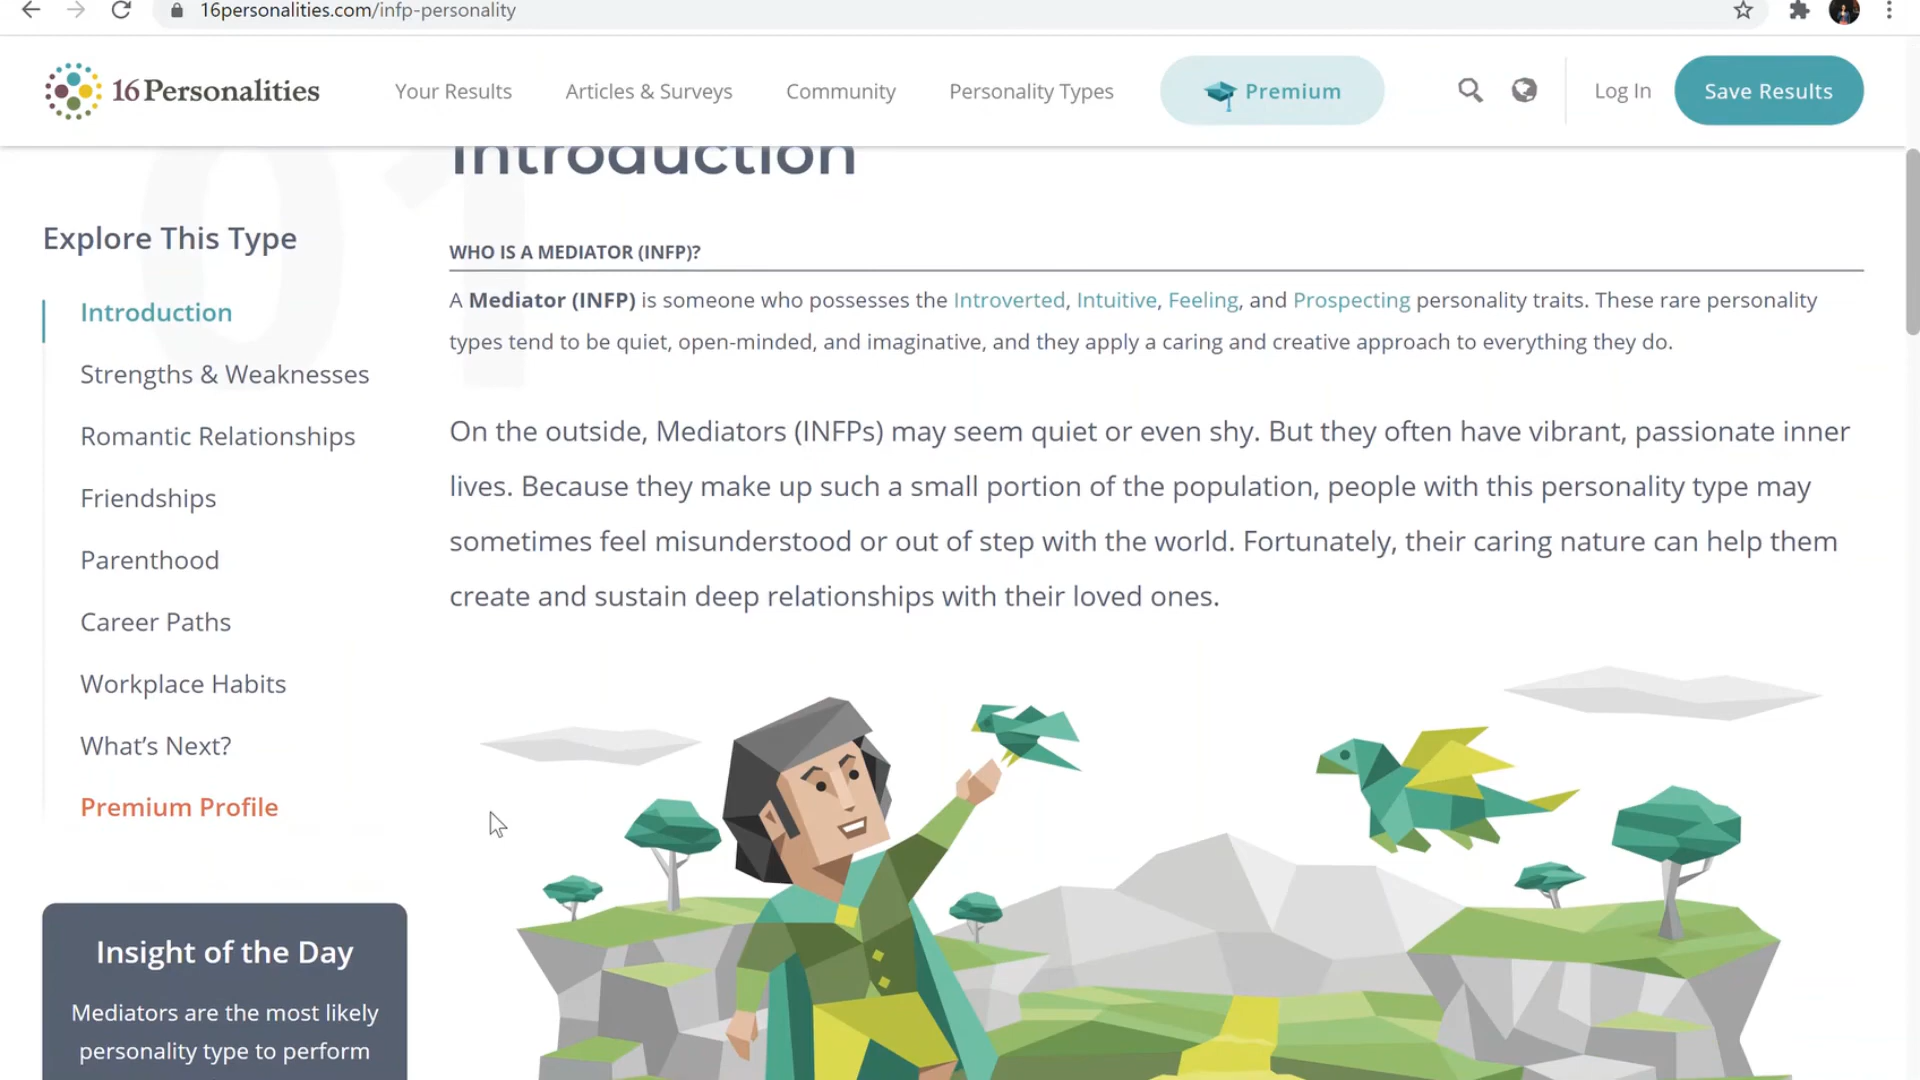 16personalities.com/infp-personality
16Personalities
Your Results
Articles & Surveys
Community
Personality Types
Premium
Log In
Save Results
01
Introduction
Explore This Type
Introduction
Strengths & Weaknesses
Romantic Relationships
Friendships
Parenthood
Career Paths
Workplace Habits
What’s Next?
Premium Profile
Insight of the Day
Mediators are the most likely
personality type to perform
WHO IS A MEDIATOR (INFP)?
A Mediator (INFP) is someone who possesses the Introverted, Intuitive, Feeling, and Prospecting personality traits. These rare personality
types tend to be quiet, open-minded, and imaginative, and they apply a caring and creative approach to everything they do.
On the outside, Mediators (INFPs) may seem quiet or even shy. But they often have vibrant, passionate inner
lives. Because they make up such a small portion of the population, people with this personality type may
sometimes feel misunderstood or out of step with the world. Fortunately, their caring nature can help them
create and sustain deep relationships with their loved ones.